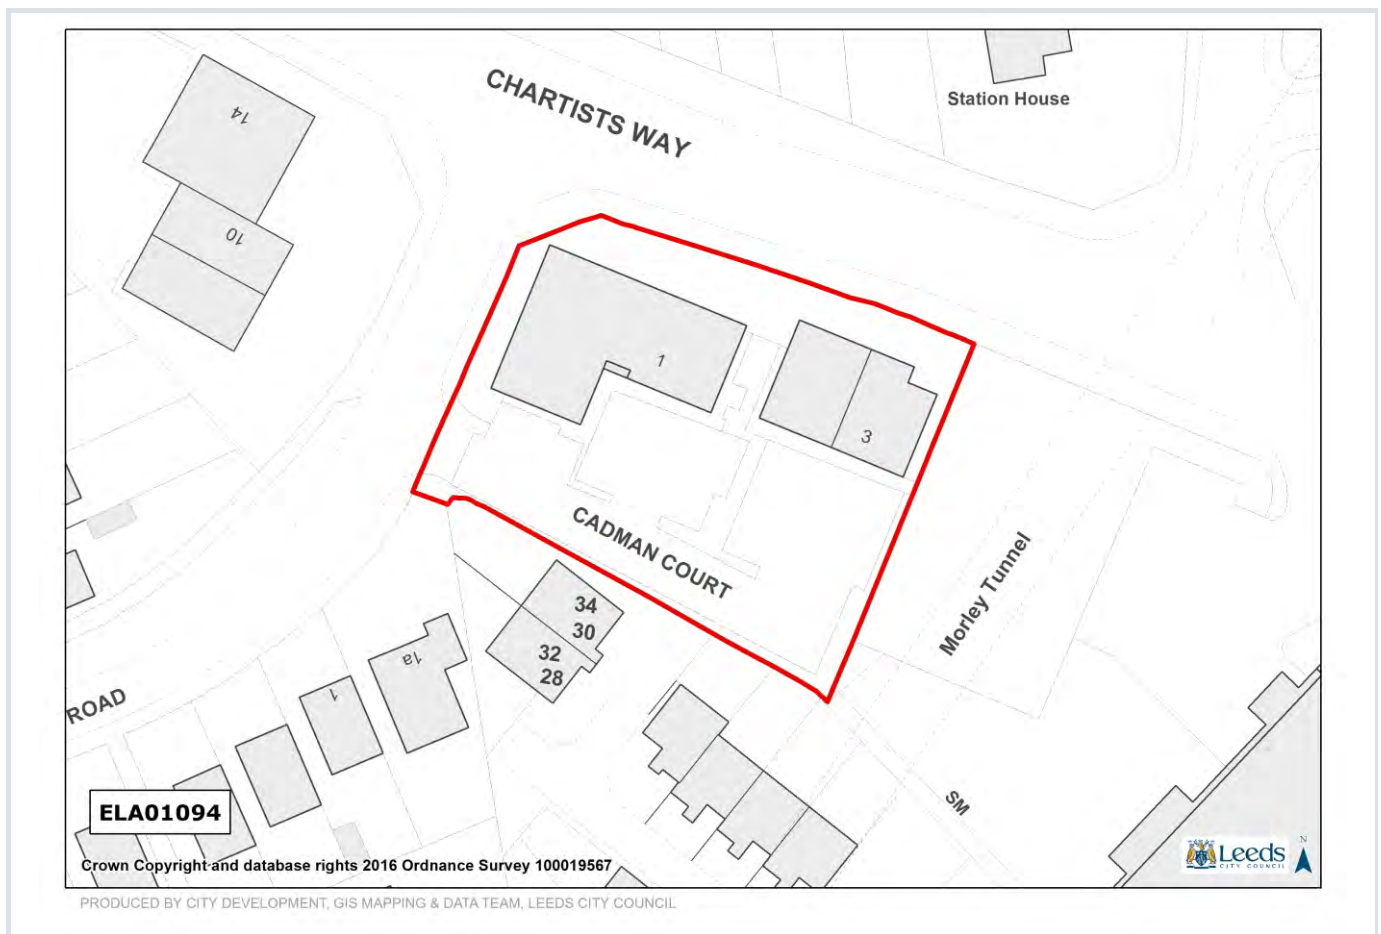 CHARTISTS WAY
Station House
14
10
1
3
CADMAN COURT
Morley Tunnel
34
30
32
28
1a
1
ROAD
SM
ELA01094
Crown Copyright and database rights 2016 Ordnance Survey 100019567
Leeds
CITY COUNCIL
N
PRODUCED BY CITY DEVELOPMENT, GIS MAPPING & DATA TEAM, LEEDS CITY COUNCIL